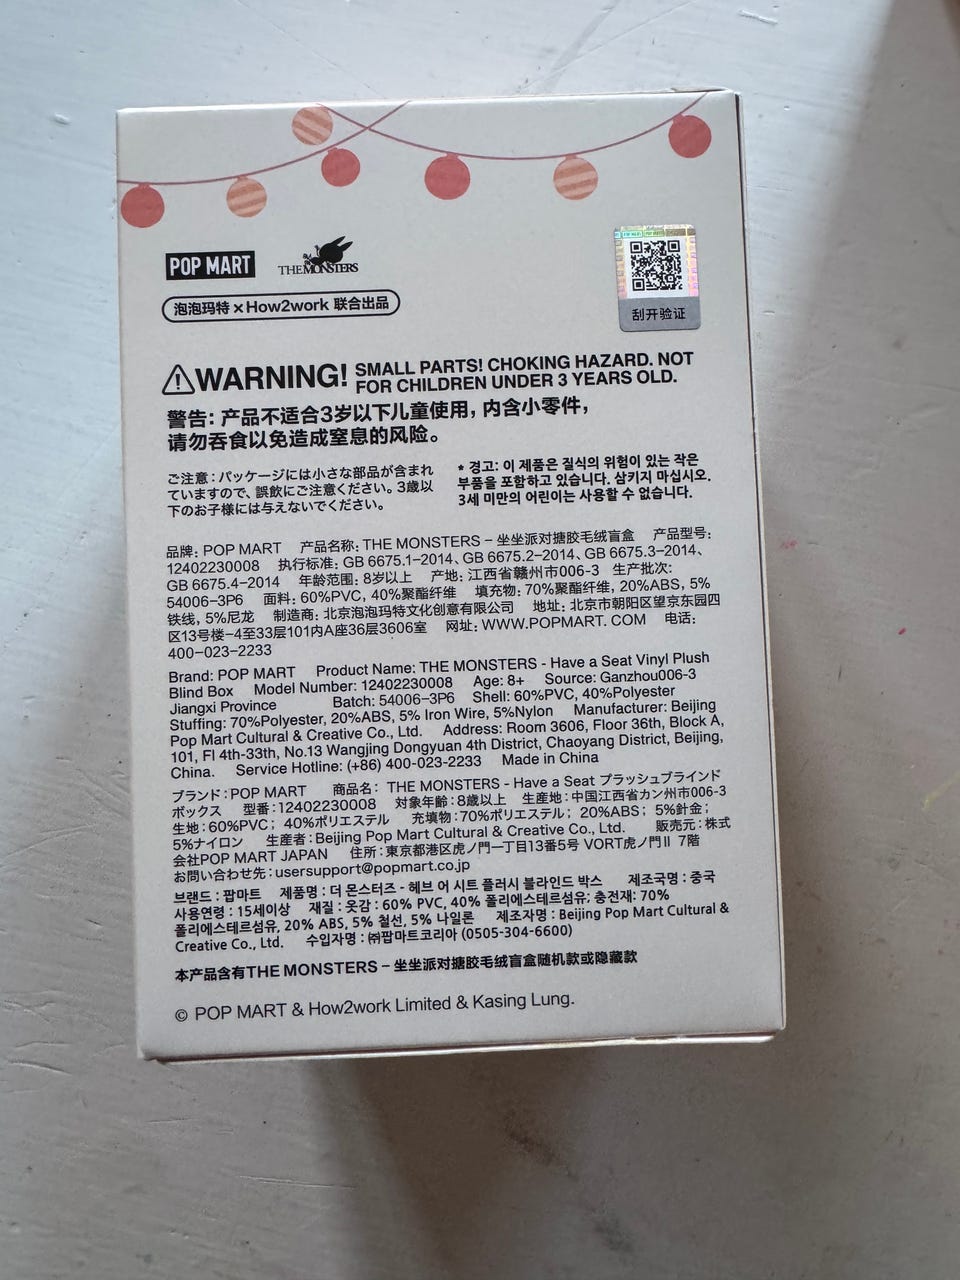 POP MART
THE MONSTERS
泡泡玛特 × How2work 联合出品
刮开验证
WARNING! SMALL PARTS! CHOKING HAZARD. NOT
FOR CHILDREN UNDER 3 YEARS OLD.
警告: 产品不适合3岁以下儿童使用, 内含小零件,
请勿吞食以免造成窒息的风险。
ご注意:パッケージには小さな部品が含まれ
ていますので、誤飲にご注意ください。3歳以
下のお子様には与えないでください。
* 경고: 이 제품은 질식의 위험이 있는 작은
부품을 포함하고 있습니다. 삼키지 마십시오.
3세 미만의 어린이는 사용할 수 없습니다.
品牌: POP MART 产品名称: THE MONSTERS – 坐坐派对搪胶毛绒盲盒 产品型号:
12402230008 执行标准: GB 6675.1–2014、GB 6675.2–2014、GB 6675.3–2014、
GB 6675.4–2014 年龄范围: 8岁以上 产地: 江西省赣州市006-3 生产批次:
54006–3P6 面料: 60%PVC, 40%聚酯纤维 填充物: 70%聚酯纤维, 20%ABS, 5%
铁线, 5%尼龙 制造商: 北京泡泡玛特文化创意有限公司 地址: 北京市朝阳区望京东园四
区13号楼–4至33层101内A座36层3606室 网址: WWW.POPMART. COM 电话:
400–023–2233
Brand: POP MART Product Name: THE MONSTERS - Have a Seat Vinyl Plush
Blind Box Model Number: 12402230008 Age: 8+ Source: Ganzhou006-3
Jiangxi Province Batch: 54006-3P6 Shell: 60%PVC, 40%Polyester
Stuffing: 70%Polyester, 20%ABS, 5% Iron Wire, 5%Nylon Manufacturer: Beijing
Pop Mart Cultural & Creative Co., Ltd. Address: Room 3606, Floor 36th, Block A,
101, Fl 4th-33th, No.13 Wangjing Dongyuan 4th District, Chaoyang District, Beijing,
China. Service Hotline: (+86) 400-023-2233 Made in China
ブランド:POP MART 商品名: THE MONSTERS - Have a Seat プラッシュブラインド
ボックス 型番:12402230008 対象年齢:8歳以上 生産地:中国江西省カン州市006-3
生地:60%PVC; 40%ポリエステル 充填物:70%ポリエステル; 20%ABS; 5%針金;
5%ナイロン 生産者:Beijing Pop Mart Cultural & Creative Co., Ltd. 販売元:株式
会社POP MART JAPAN 住所:東京都港区虎ノ門一丁目13番5号 VORT虎ノ門Ⅱ 7階
お問い合わせ先:usersupport@popmart.co.jp
브랜드 : 팝마트 제품명 : 더 몬스터즈 - 헤브 어 시트 플러시 블라인드 박스 제조국명 : 중국
사용연령 : 15세이상 재질 : 옷감 : 60% PVC, 40% 폴리에스테르섬유; 충전재: 70%
폴리에스테르섬유, 20% ABS, 5% 철선, 5% 나일론 제조자명 : Beijing Pop Mart Cultural &
Creative Co., Ltd. 수입자명 : ㈜팝마트코리아 (0505-304-6600)
本产品含有THE MONSTERS – 坐坐派对搪胶毛绒盲盒随机款或隐藏款
© POP MART & How2work Limited & Kasing Lung.